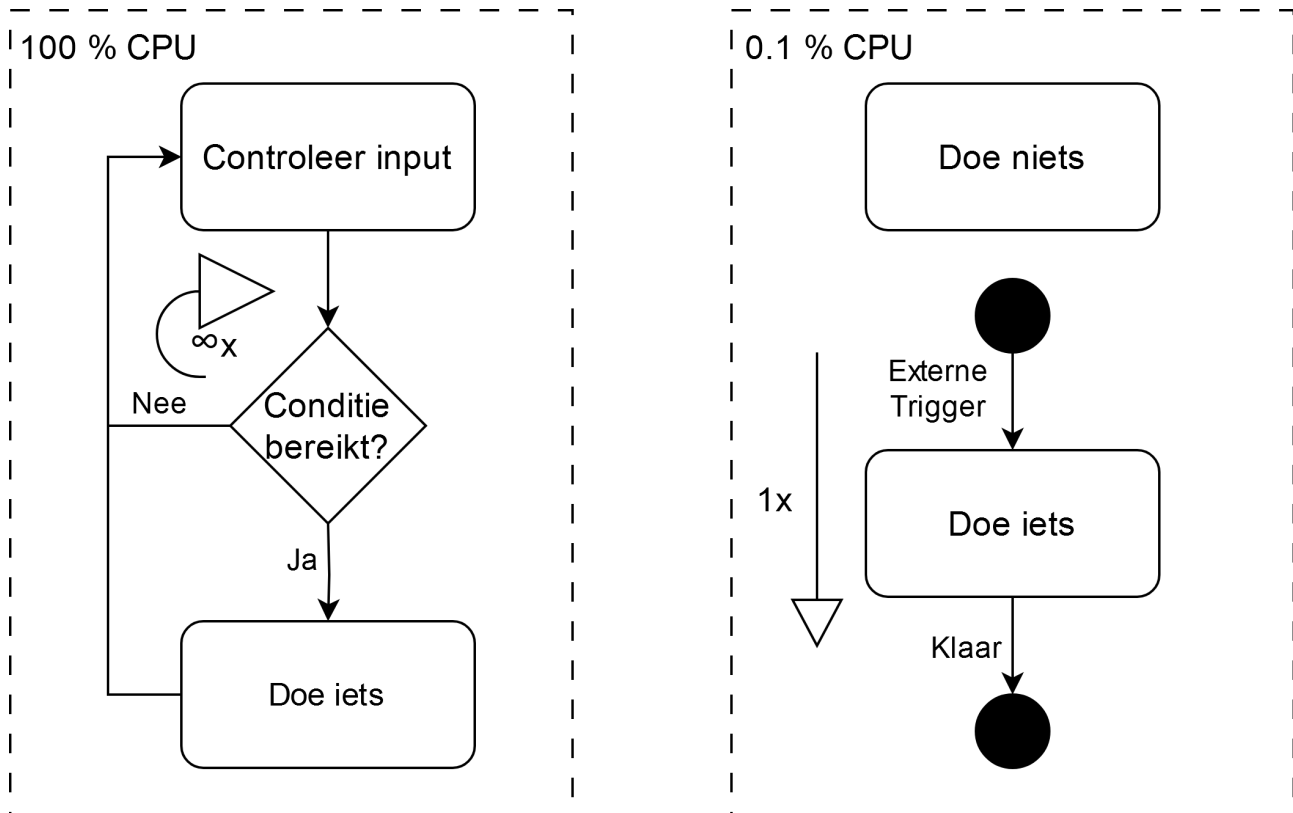 100 % CPU
Controleer input
∞x
Nee
Conditie
bereikt?
Ja
Doe iets
0.1 % CPU
Doe niets
Externe
Trigger
1x
Doe iets
Klaar